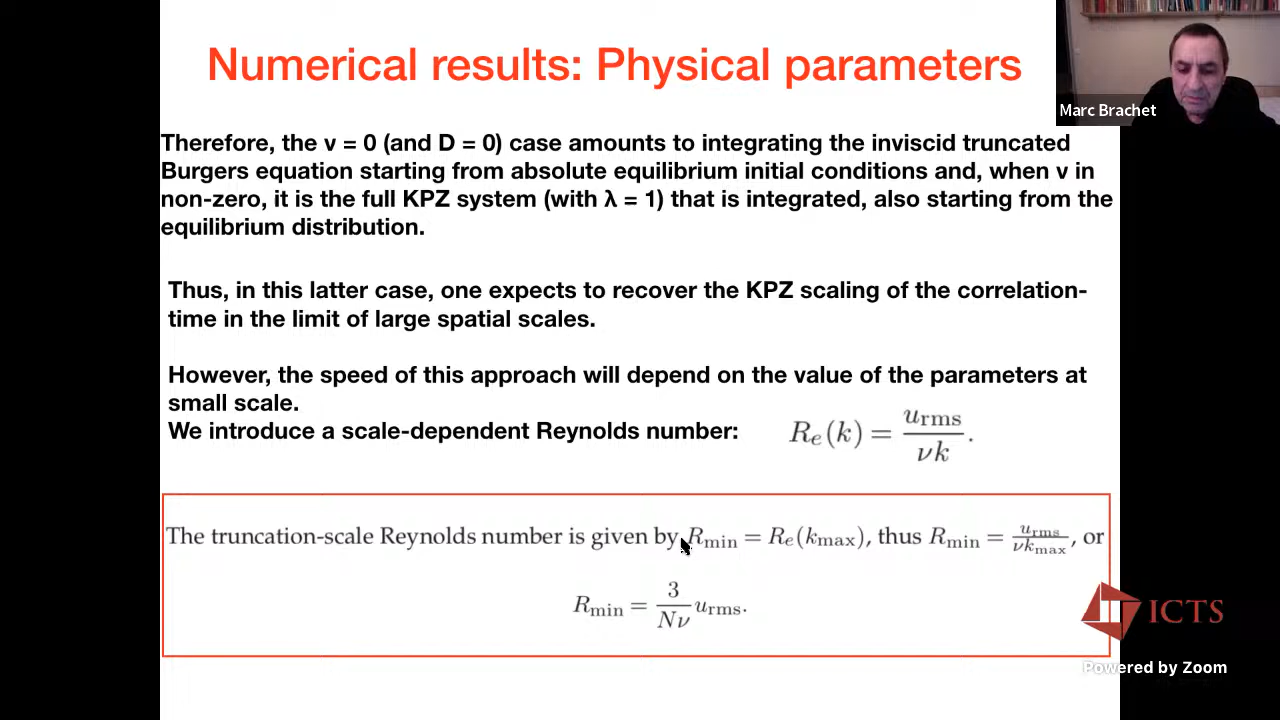 Numerical results: Physical parameters
Marc Brachet
Therefore, the ν = 0 (and D = 0) case amounts to integrating the inviscid truncated
Burgers equation starting from absolute equilibrium initial conditions and, when ν in
non-zero, it is the full KPZ system (with λ = 1) that is integrated, also starting from the
equilibrium distribution.
Thus, in this latter case, one expects to recover the KPZ scaling of the correlation-
time in the limit of large spatial scales.
However, the speed of this approach will depend on the value of the parameters at
small scale.
We introduce a scale-dependent Reynolds number: R_e(k) = u_rms / νk.
The truncation-scale Reynolds number is given by R_min = R_e(k_max), thus R_min = u_rms / νk_max, or
R_min = 3 / Nν u_rms.
ICTS
Powered by Zoom